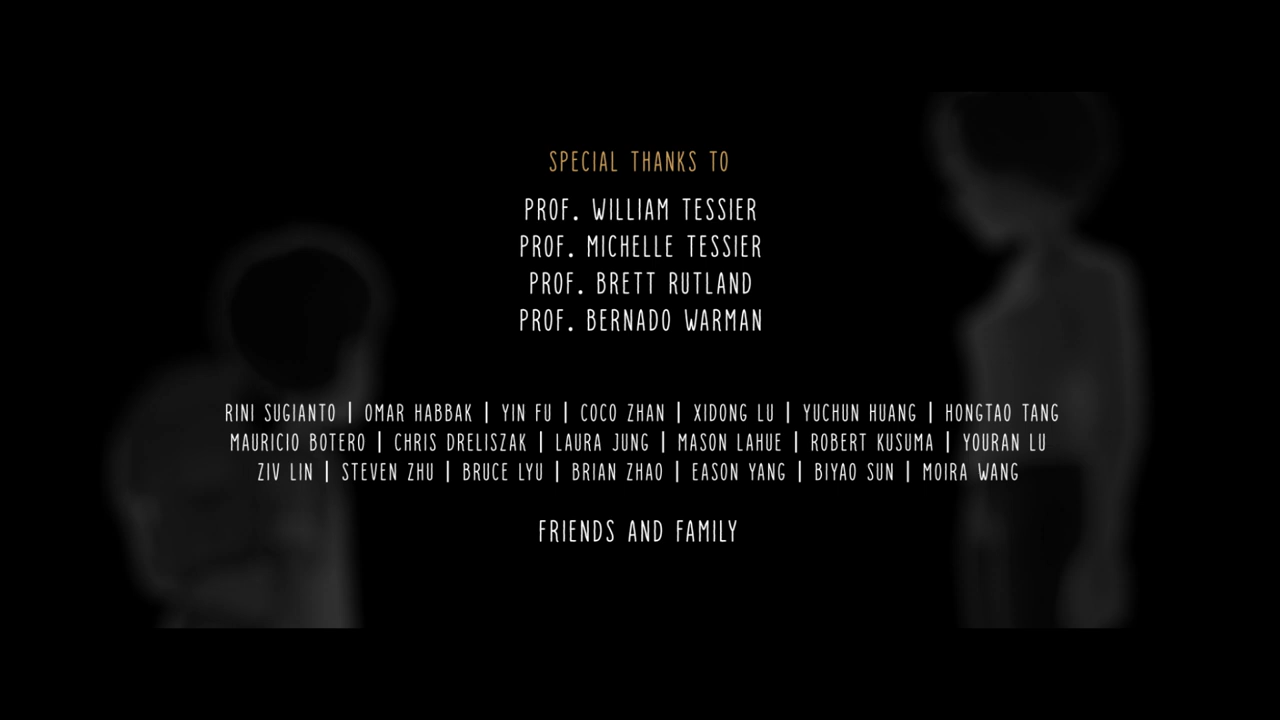 SPECIAL THANKS TO
PROF. WILLIAM TESSIER
PROF. MICHELLE TESSIER
PROF. BRETT RUTLAND
PROF. BERNADO WARMAN
RINI SUGIANTO | OMAR HABBAK | YIN FU | COCO ZHAN | XIDONG LU | YUCHUN HUANG | HONGTAO TANG
MAURICIO BOTERO | CHRIS DRELISZAK | LAURA JUNG | MASON LAHUE | ROBERT KUSUMA | YOURAN LU
ZIV LIN | STEVEN ZHU | BRUCE LYU | BRIAN ZHAO | EASON YANG | BIYAO SUN | MOIRA WANG
FRIENDS AND FAMILY